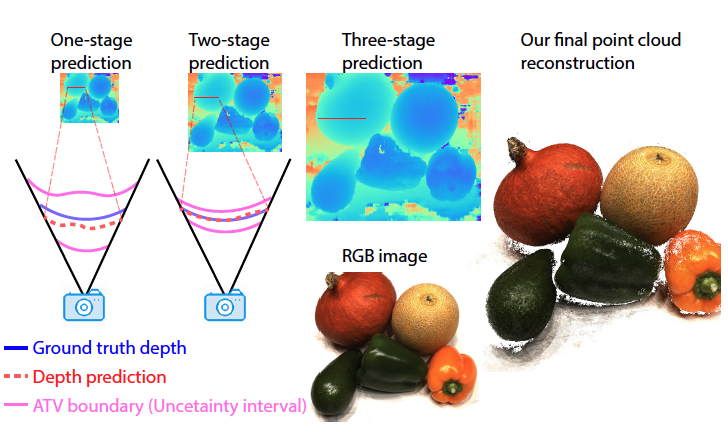 One-stage
prediction
Two-stage
prediction
Three-stage
prediction
Our final point cloud
reconstruction
RGB image
Ground truth depth
Depth prediction
ATV boundary (Uncetainty interval)